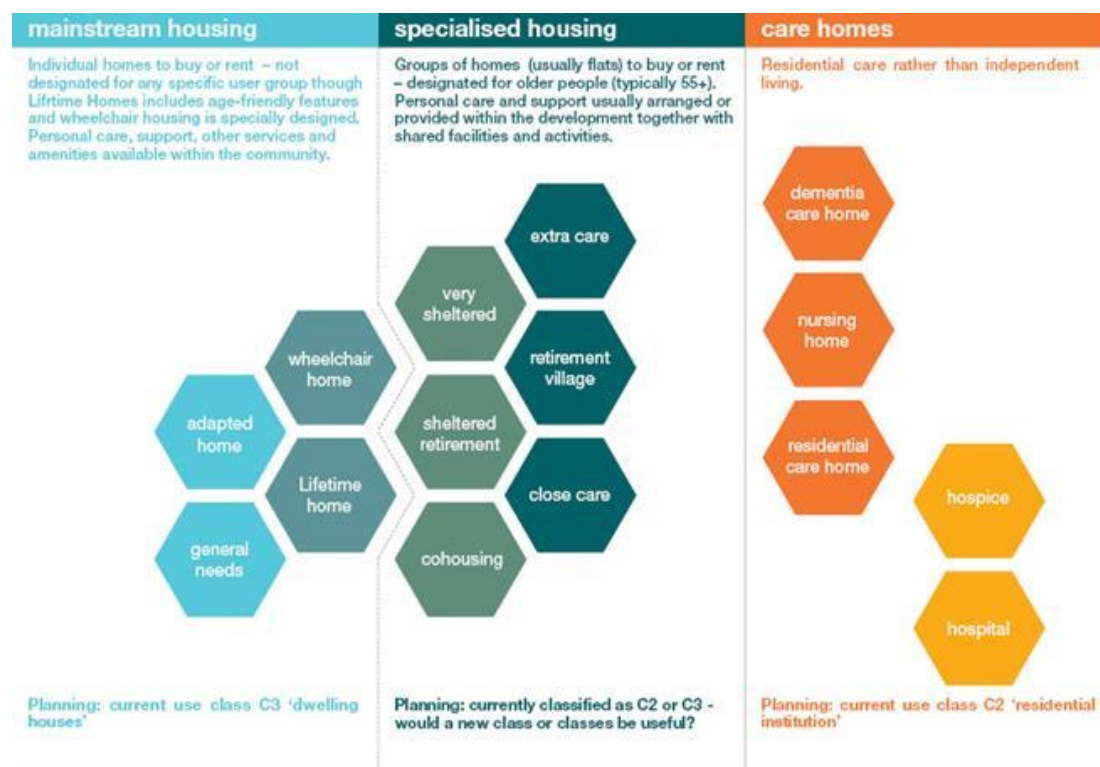 mainstream housing
Individual homes to buy or rent – not
designated for any specific user group though
Lifrtime Homes includes age-friendly features
and wheelchair housing is specially designed.
Personal care, support, other services and
amenities available within the community.
adapted
home
general
needs
wheelchair
home
Lifetime
home
Planning: current use class C3 ‘dwelling
houses’
specialised housing
Groups of homes (usually flats) to buy or rent
– designated for older people (typically 55+).
Personal care and support usually arranged or
provided within the development together with
shared facilities and activities.
very
sheltered
sheltered
retirement
cohousing
extra care
retirement
village
close care
Planning: currently classified as C2 or C3 -
would a new class or classes be useful?
care homes
Residential care rather than independent
living.
dementia
care home
nursing
home
residential
care home
hospice
hospital
Planning: current use class C2 ‘residential
institution’